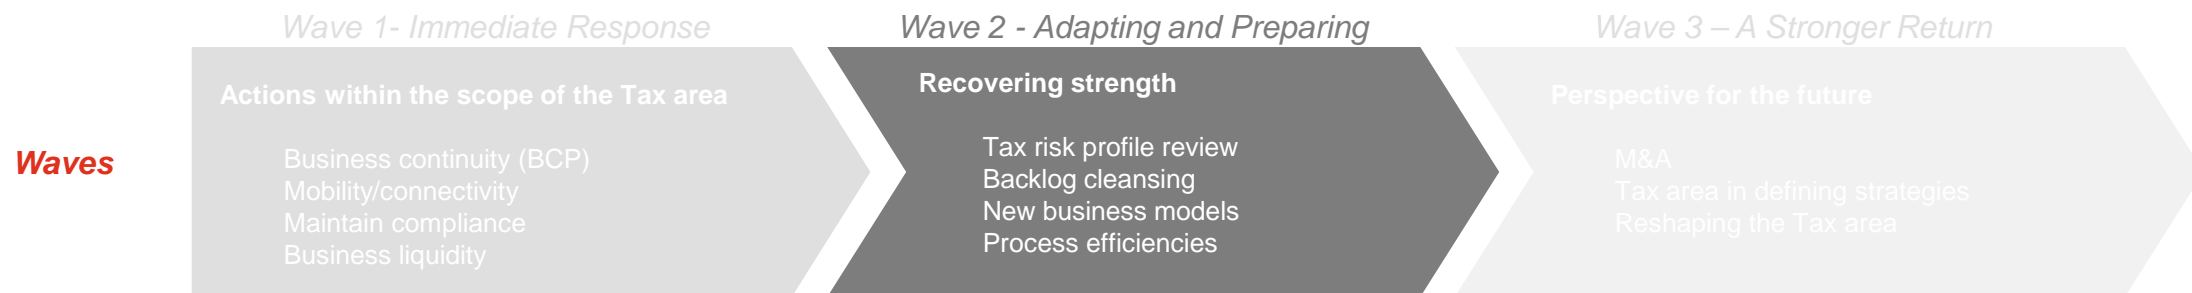 Waves
Wave 1- Immediate Response
Actions within the scope of the Tax area
Business continuity (BCP)
Mobility/connectivity
Maintain compliance
Business liquidity
Wave 2 - Adapting and Preparing
Recovering strength
Tax risk profile review
Backlog cleansing
New business models
Process efficiencies
Wave 3 – A Stronger Return
Perspective for the future
M&A
Tax area in defining strategies
Reshaping the Tax area